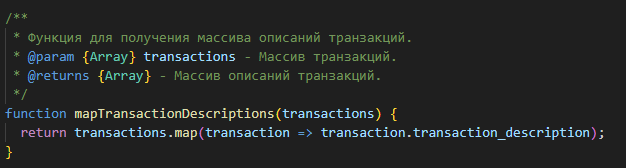 /**
 * Функция для получения массива описаний транзакций.
 * @param {Array} transactions - Массив транзакций.
 * @returns {Array} - Массив описаний транзакций.
 */
function mapTransactionDescriptions(transactions) {
  return transactions.map(transaction => transaction.transaction_description);
}